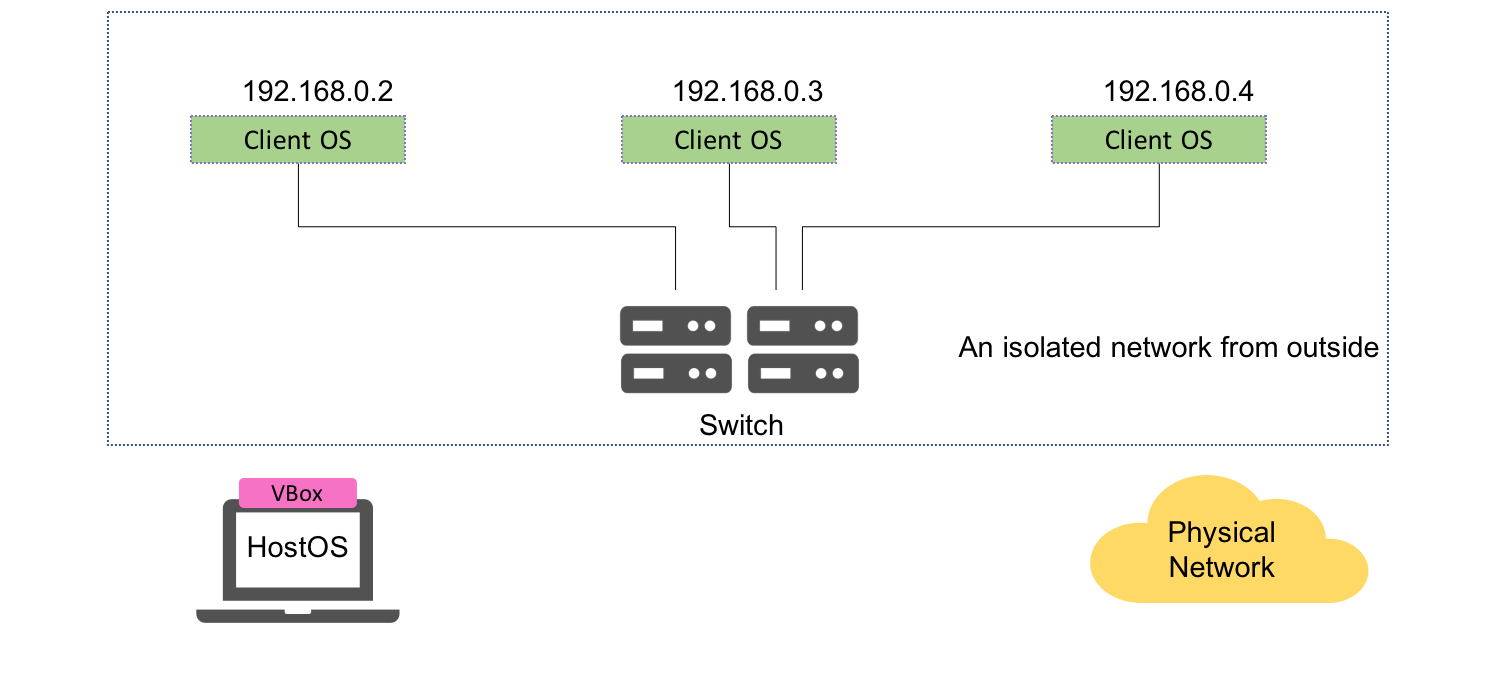 192.168.0.2
192.168.0.3
192.168.0.4
Client OS
Client OS
Client OS
An isolated network from outside
Switch
VBox
HostOS
Physical
Network